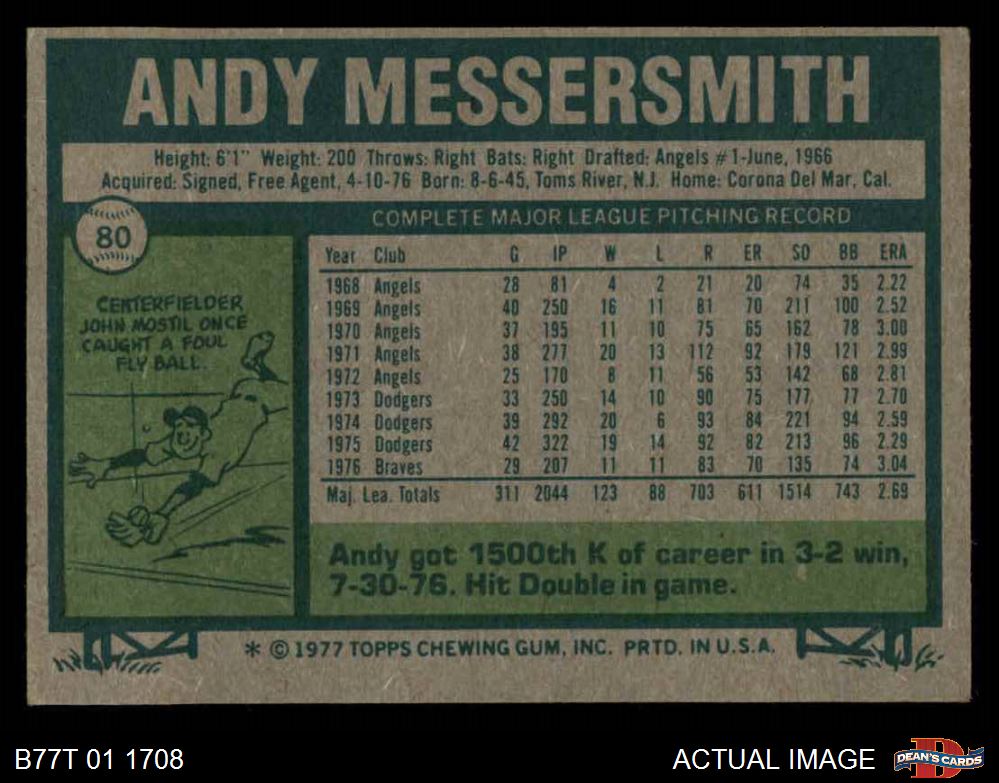 ANDY MESSERSMITH
Height: 6'1" Weight: 200 Throws: Right Bats: Right Drafted: Angels #1-June, 1966
Acquired: Signed, Free Agent, 4-10-76 Born: 8-6-45, Toms River, N.J. Home: Corona Del Mar, Cal.
80
CENTERFIELDER
JOHN MOSTIL ONCE
CAUGHT A FOUL
FLY BALL.
COMPLETE MAJOR LEAGUE PITCHING RECORD
Year Club G IP W L R ER SO BB ERA
1968 Angels 28 81 4 2 21 20 74 35 2.22
1969 Angels 40 250 16 11 81 70 211 100 2.52
1970 Angels 37 195 11 10 75 65 162 78 3.00
1971 Angels 38 277 20 13 112 92 179 121 2.99
1972 Angels 25 170 8 11 56 53 142 68 2.81
1973 Dodgers 33 250 14 10 90 75 177 77 2.70
1974 Dodgers 39 292 20 6 93 84 221 94 2.59
1975 Dodgers 42 322 19 14 92 82 213 96 2.29
1976 Braves 29 207 11 11 83 70 135 74 3.04
Maj. Lea. Totals 311 2044 123 88 703 611 1514 743 2.69
Andy got 1500th K of career in 3-2 win,
7-30-76. Hit Double in game.
* © 1977 TOPPS CHEWING GUM, INC. PRTD. IN U.S.A.
B77T 01 1708
ACTUAL IMAGE
D
DEAN'S CARDS